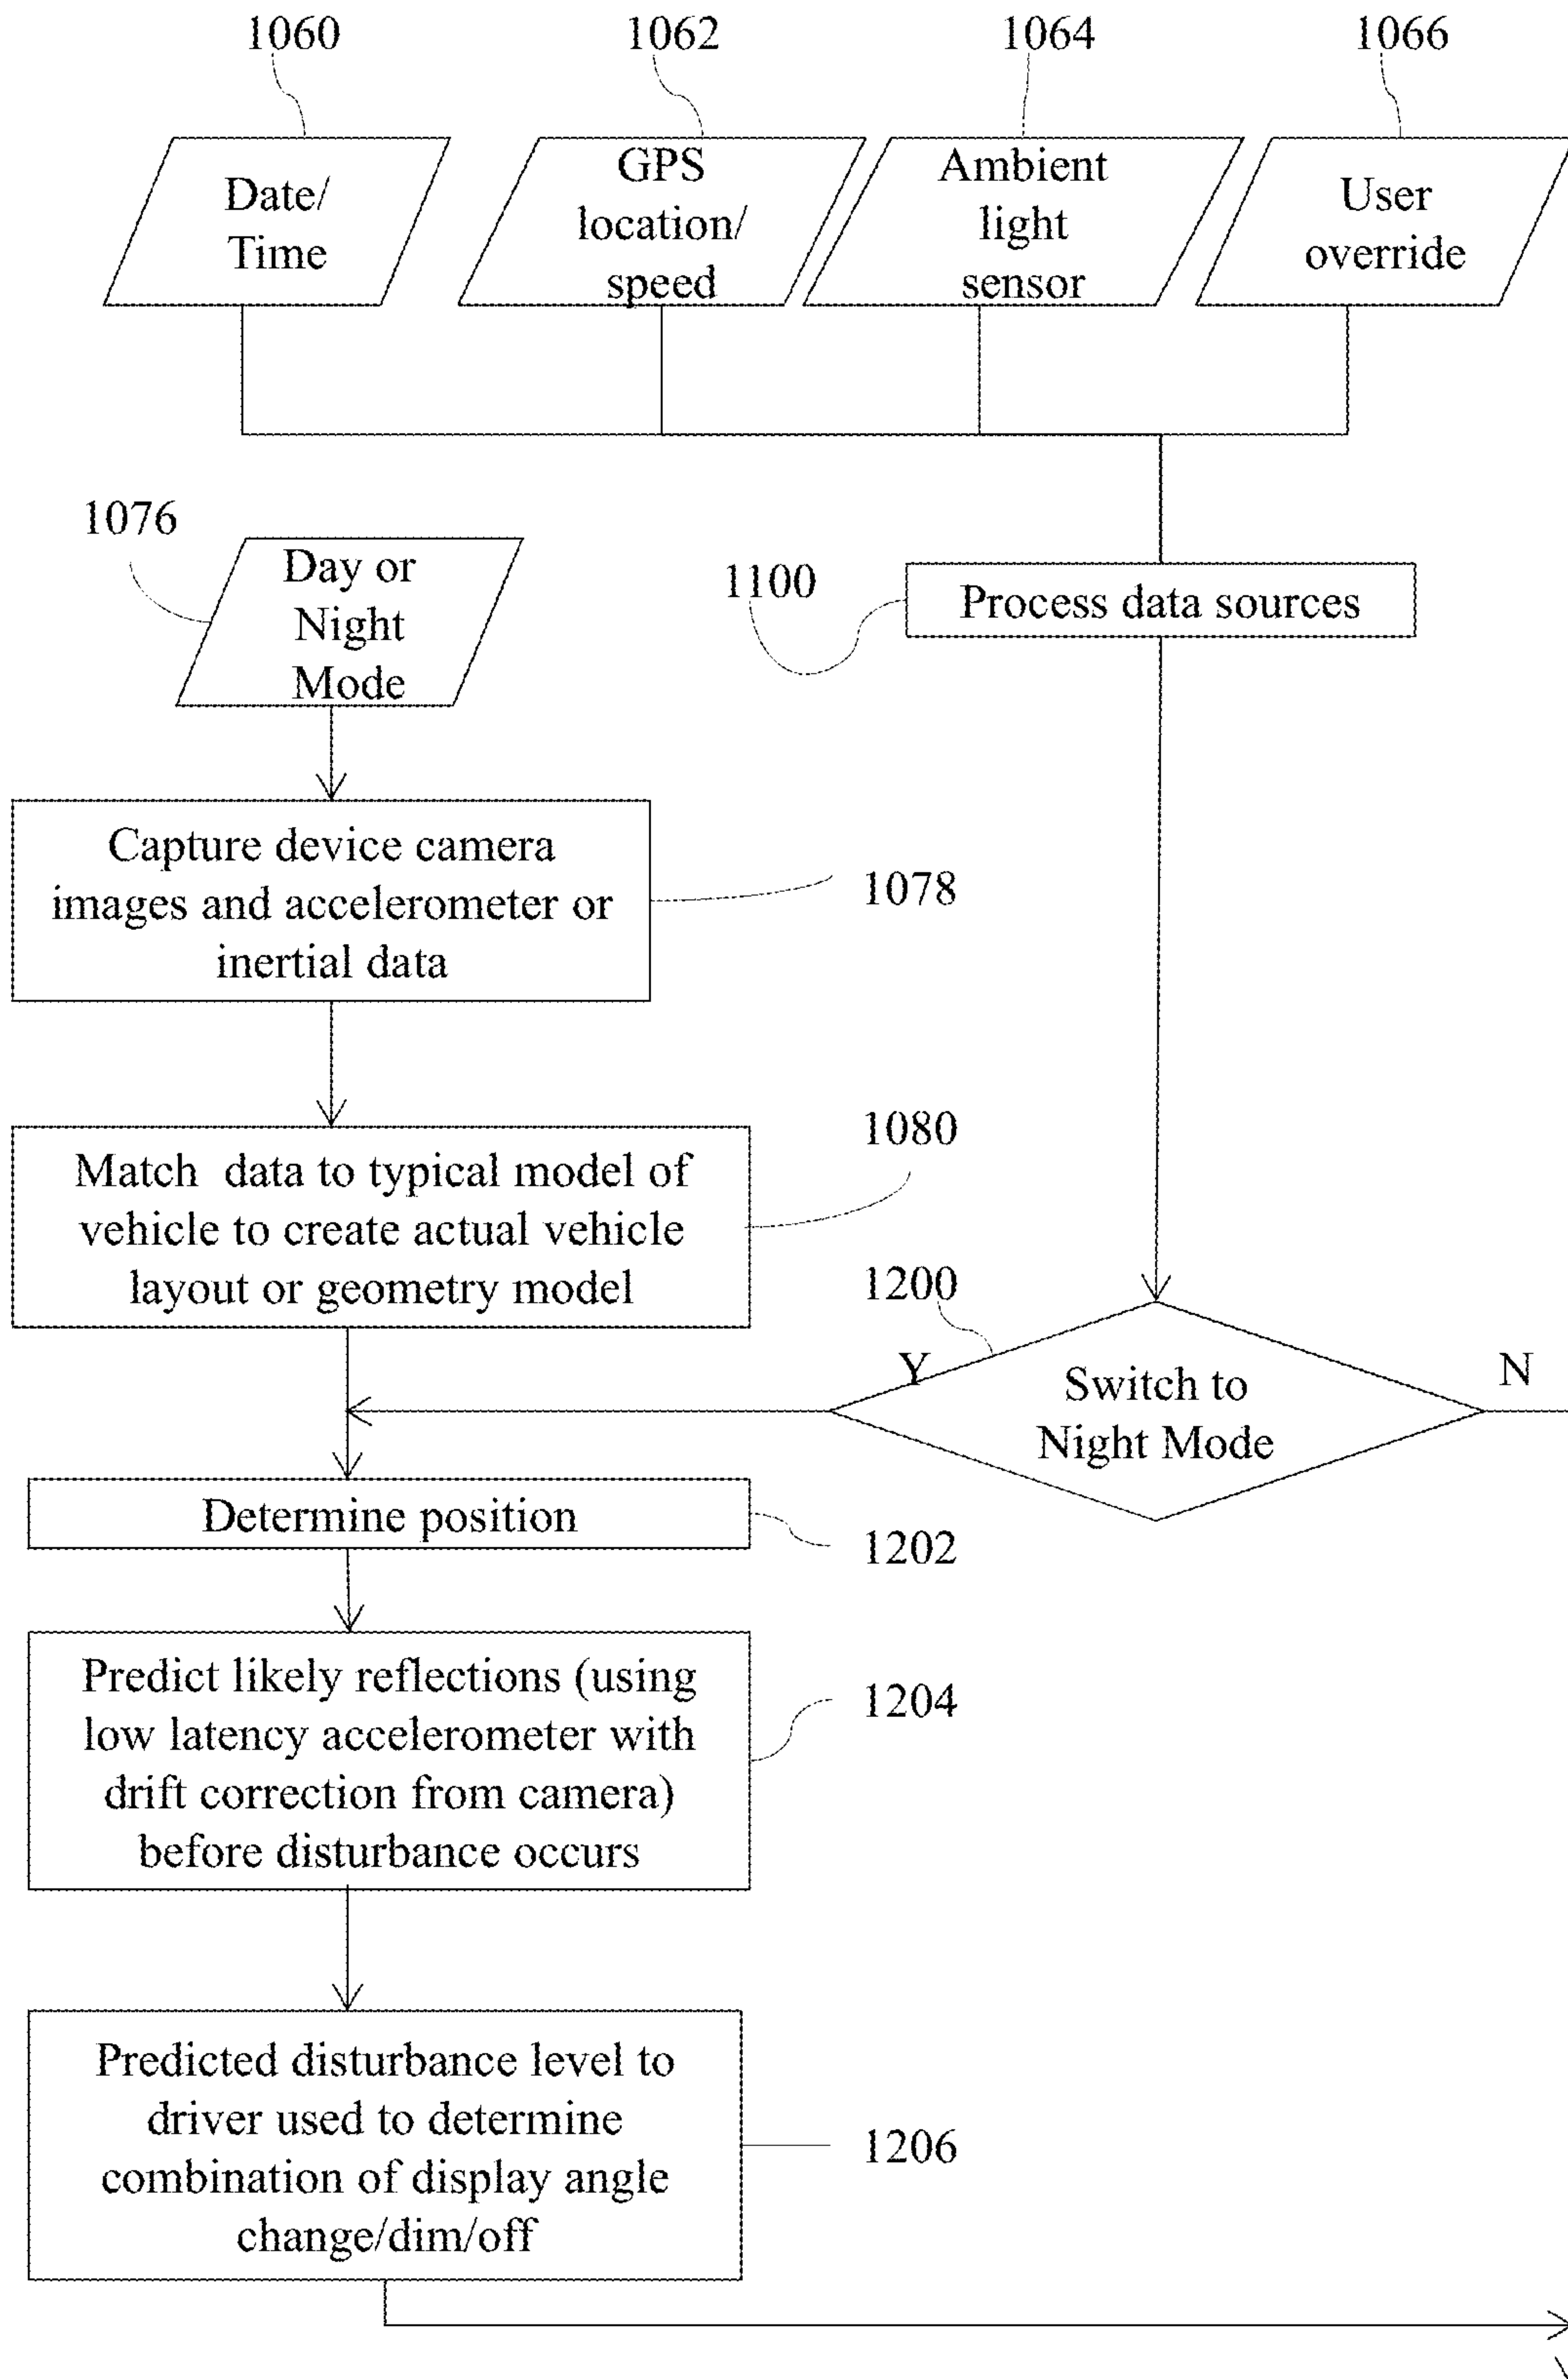 1060
1062
1064
1066
Date/
Time
GPS
location/
speed
Ambient
light
sensor
User
override
1076
Day or
Night
Mode
1100
Process data sources
Capture device camera
images and accelerometer or
inertial data
1078
Match data to typical model of
vehicle to create actual vehicle
layout or geometry model
1080
1200
Y
Switch to
Night Mode
N
Determine position
1202
Predict likely reflections (using
low latency accelerometer with
drift correction from camera)
before disturbance occurs
1204
Predicted disturbance level to
driver used to determine
combination of display angle
change/dim/off
1206